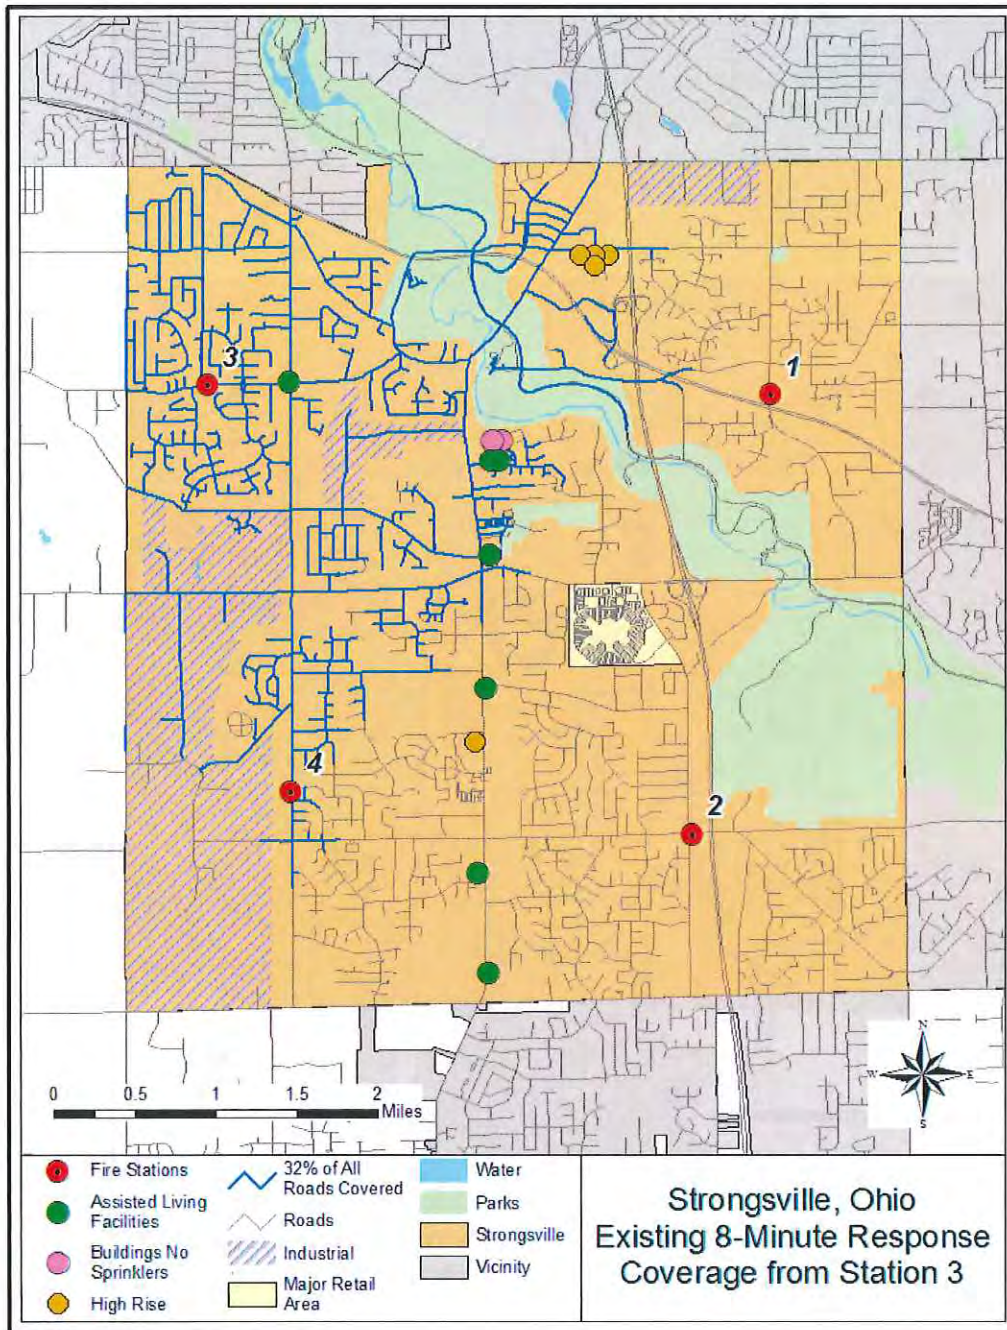 3
1
4
2
N
W
E
S
0 0.5 1 1.5 2
Miles
Fire Stations
Assisted Living
Facilities
Buildings No
Sprinklers
High Rise
32% of All
Roads Covered
Roads
Industrial
Major Retail
Area
Water
Parks
Strongsville
Vicinity
Strongsville, Ohio
Existing 8-Minute Response
Coverage from Station 3